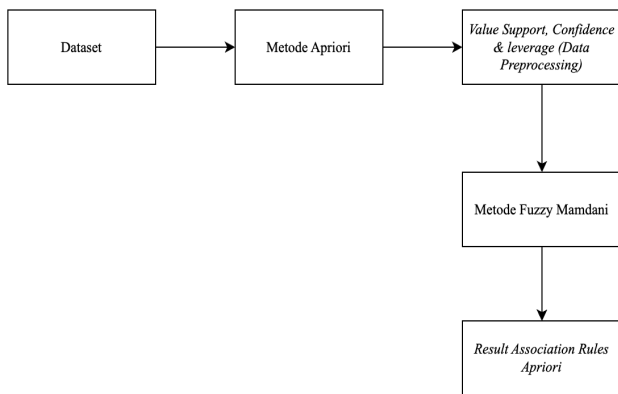 Dataset
Metode Apriori
Value Support, Confidence
& leverage (Data
Preprocessing)
Metode Fuzzy Mamdani
Result Association Rules
Apriori